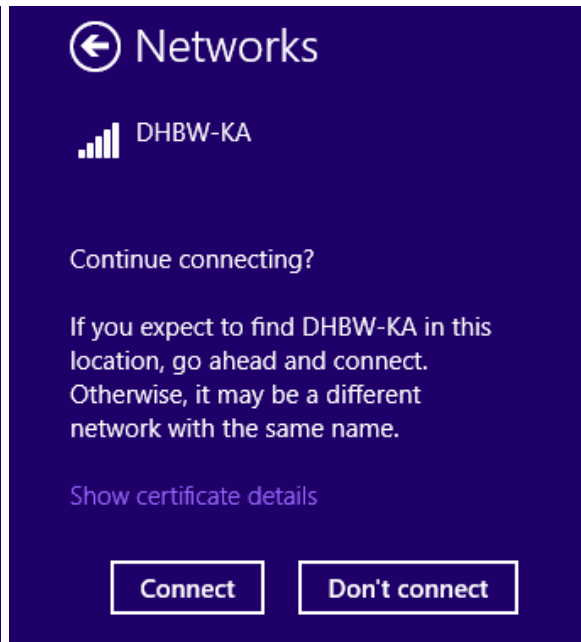 Networks
DHBW-KA
Continue connecting?
If you expect to find DHBW-KA in this
location, go ahead and connect.
Otherwise, it may be a different
network with the same name.
Show certificate details
Connect Don't connect